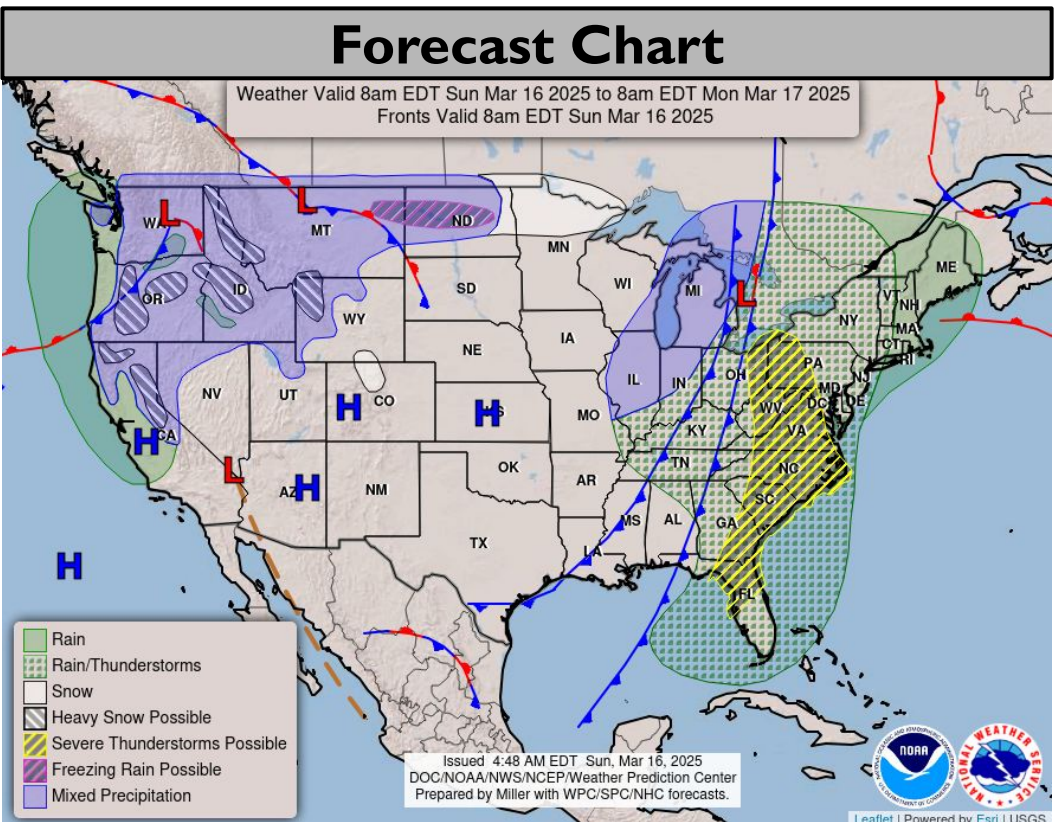 Forecast Chart
Weather Valid 8am EDT Sun Mar 16 2025 to 8am EDT Mon Mar 17 2025
Fronts Valid 8am EDT Sun Mar 16 2025
WA
L
L
MT
ND
MN
ME
OR
ID
SD
WI
MI
L
VT
NH
WY
NY
MA
CT
RI
NE
IA
PA
NJ
OH
IL
IN
MD
DE
DC
NV
UT
H
CO
H
KS
MO
WV
VA
KY
H
CA
L
AZ
H
NM
OK
AR
TN
NC
SC
MS
AL
GA
TX
LA
H
FL
Rain
Rain/Thunderstorms
Snow
Heavy Snow Possible
Severe Thunderstorms Possible
Freezing Rain Possible
Mixed Precipitation
Issued 4:48 AM EDT Sun, Mar 16, 2025
DOC/NOAA/NWS/NCEP/Weather Prediction Center
Prepared by Miller with WPC/SPC/NHC forecasts.
NOAA
NATIONAL WEATHER SERVICE
Leaflet | Powered by Esri | USGS